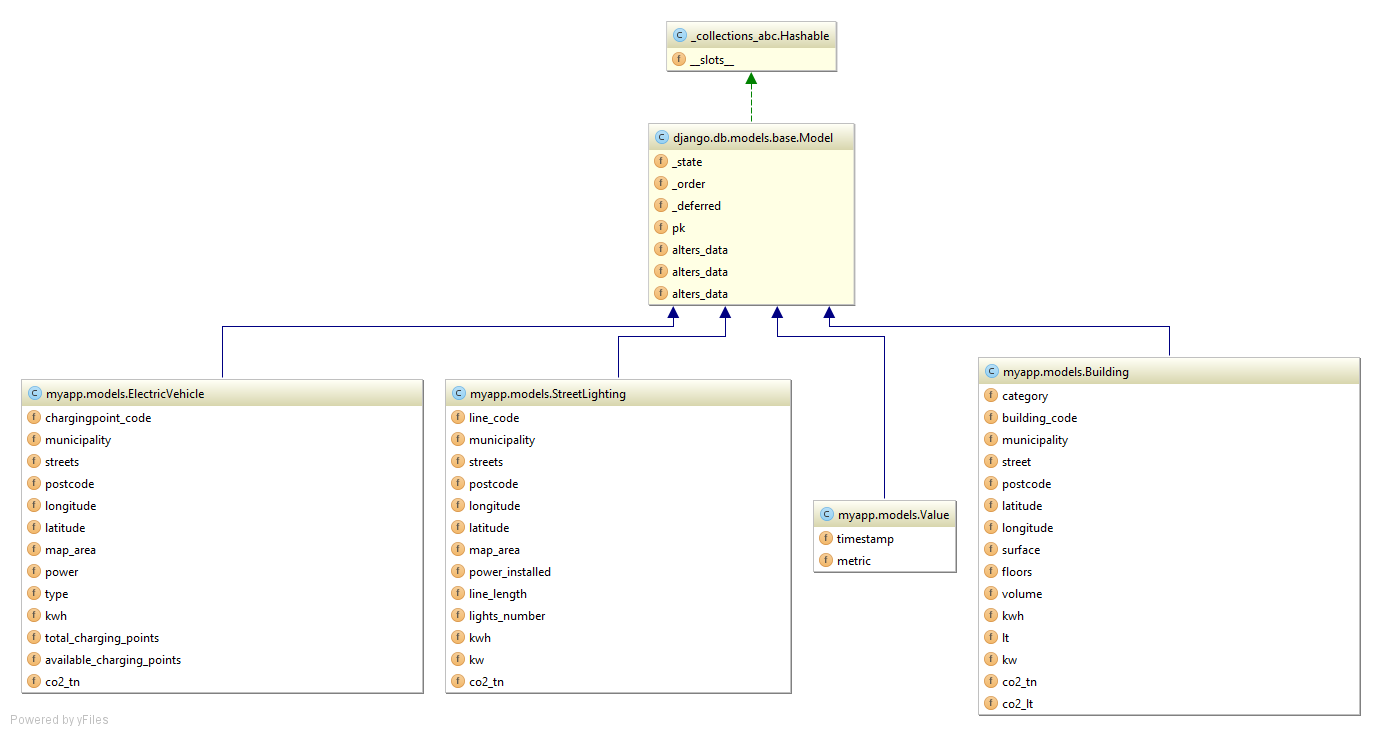 _collections_abc.Hashable
__slots__
django.db.models.base.Model
_state
_order
_deferred
pk
alters_data
alters_data
alters_data
myapp.models.ElectricVehicle
chargingpoint_code
municipality
streets
postcode
longitude
latitude
map_area
power
type
kwh
total_charging_points
available_charging_points
co2_tn
myapp.models.StreetLighting
line_code
municipality
streets
postcode
longitude
latitude
map_area
power_installed
line_length
lights_number
kwh
kw
co2_tn
myapp.models.Value
timestamp
metric
myapp.models.Building
category
building_code
municipality
street
postcode
latitude
longitude
surface
floors
volume
kwh
lt
kw
co2_tn
co2_lt
Powered by yFiles